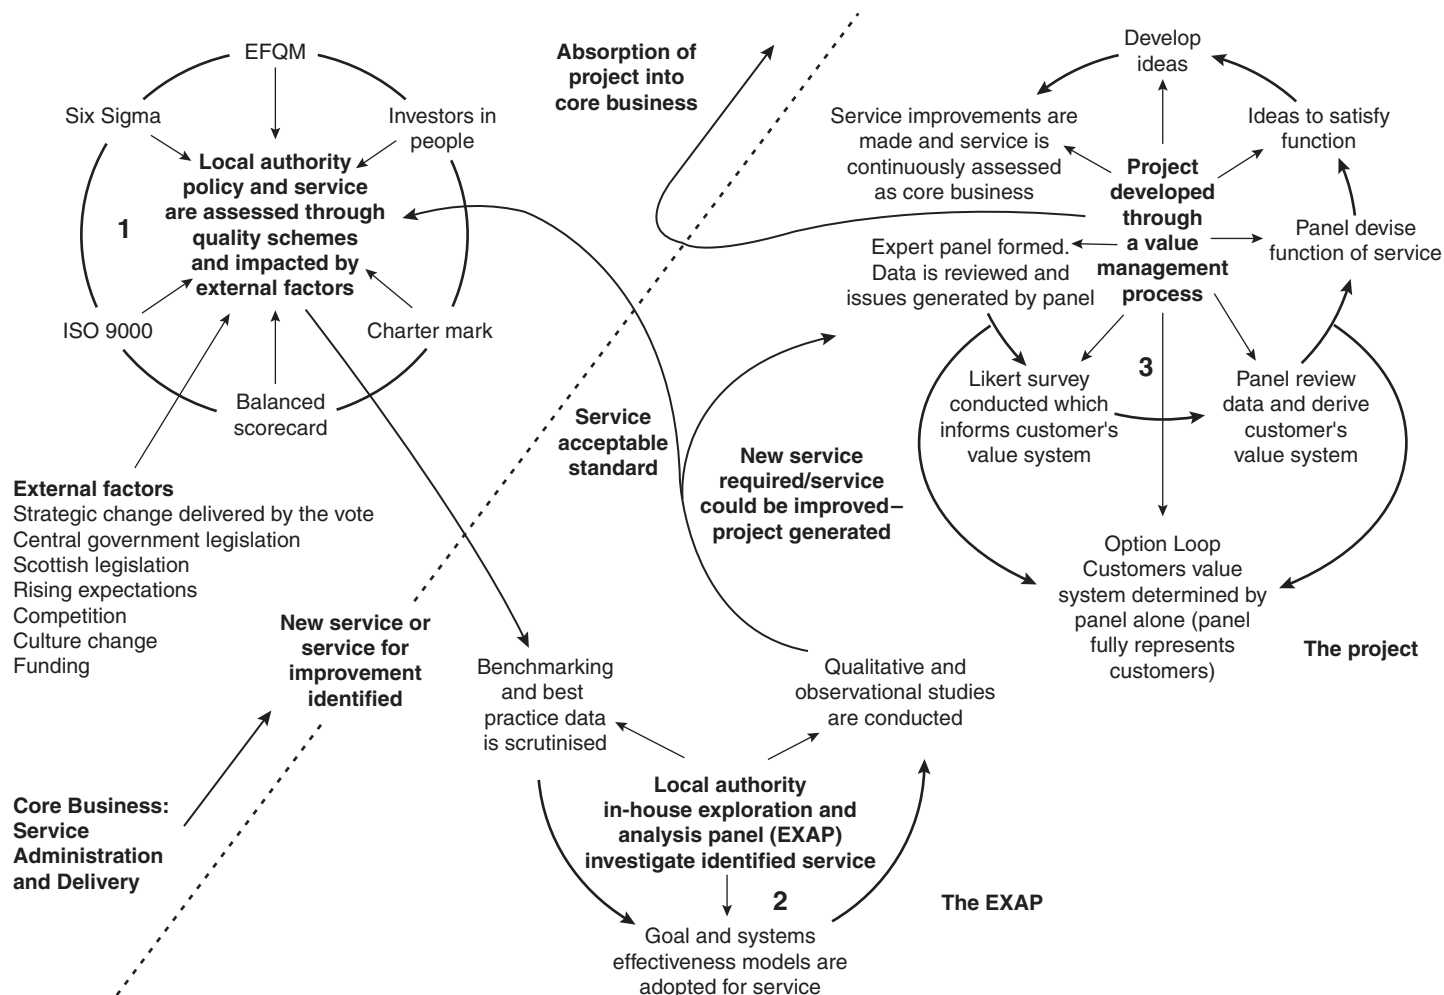 EFQM
Six Sigma
Investors in
people
Local authority
policy and service
are assessed through
quality schemes
and impacted by
external factors
1
ISO 9000
Charter mark
Balanced
scorecard
External factors
Strategic change delivered by the vote
Central government legislation
Scottish legislation
Rising expectations
Competition
Culture change
Funding
New service or
service for
improvement
identified
Core Business:
Service
Administration
and Delivery
Absorption of
project into
core business
Service
acceptable
standard
New service
required/service
could be improved–
project generated
Benchmarking
and best
practice data
is scrutinised
Qualitative and
observational studies
are conducted
Local authority
in-house exploration and
analysis panel (EXAP)
investigate identified service
2
The EXAP
Goal and systems
effectiveness models are
adopted for service
Develop
ideas
Service improvements are
made and service is
continuously assessed
as core business
Ideas to satisfy
function
Project
developed
through
a value
management
process
Panel devise
function of service
Expert panel formed.
Data is reviewed and
issues generated by panel
3
Likert survey
conducted which
informs customer's
value system
Panel review
data and derive
customer's
value system
Option Loop
Customers value
system determined by
panel alone (panel
fully represents
customers)
The project